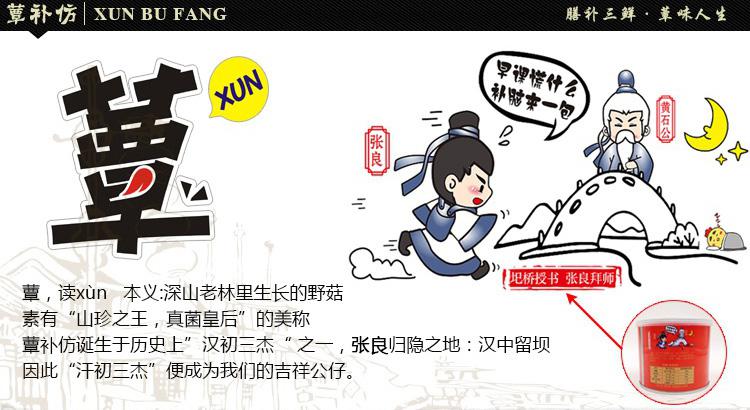 蕈补仿 XUN BU FANG
膳补三鲜·蕈味人生
蕈
XUN
早课慌什么
补脑来一包
张良
黄石公
圯桥授书 张良拜师
蕈，读xùn 本义:深山老林里生长的野菇
素有“山珍之王，真菌皇后”的美称
蕈补仿诞生于历史上”汉初三杰“ 之一，张良归隐之地：汉中留坝
因此“汗初三杰”便成为我们的吉祥公仔。